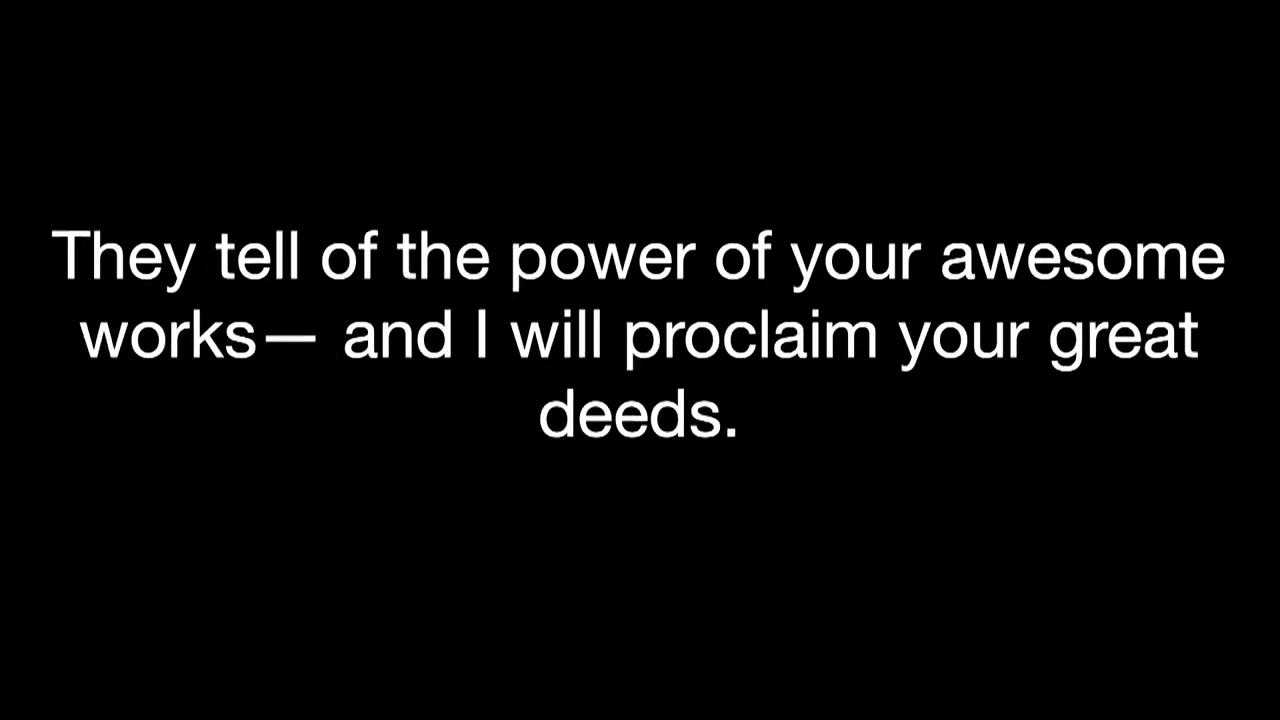 They tell of the power of your awesome
works— and I will proclaim your great
deeds.